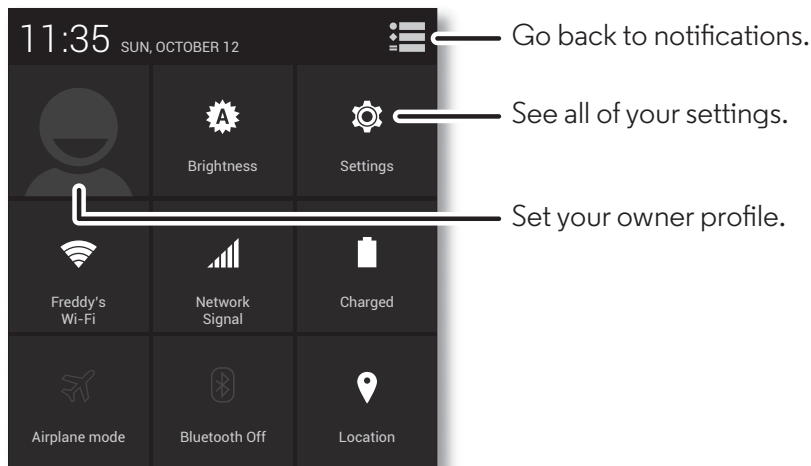 11:35 SUN, OCTOBER 12
Go back to notifications.
A
Brightness
Settings
See all of your settings.
Set your owner profile.
Freddy's
Wi-Fi
Network
Signal
Charged
Airplane mode
Bluetooth Off
Location